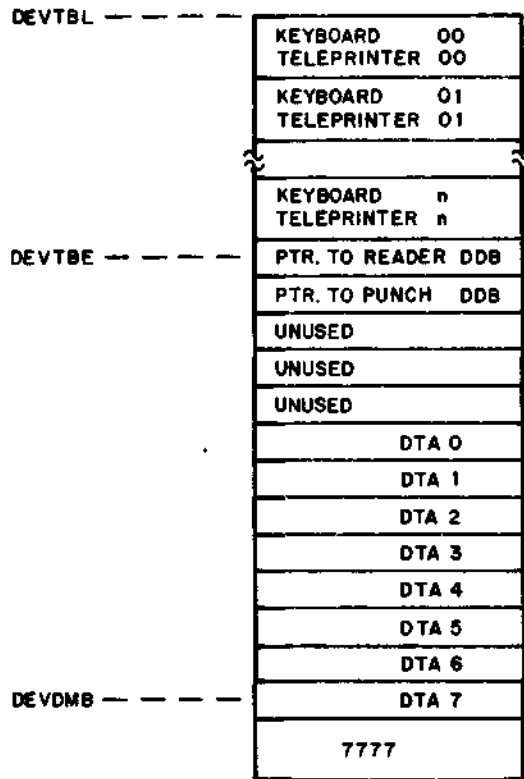 DEVTBL
KEYBOARD 00
TELEPRINTER 00
KEYBOARD 01
TELEPRINTER 01
KEYBOARD n
TELEPRINTER n
DEVTBE
PTR. TO READER DDB
PTR. TO PUNCH DDB
UNUSED
UNUSED
UNUSED
DTA 0
DTA 1
DTA 2
DTA 3
DTA 4
DTA 5
DTA 6
DEVDMB
DTA 7
7777